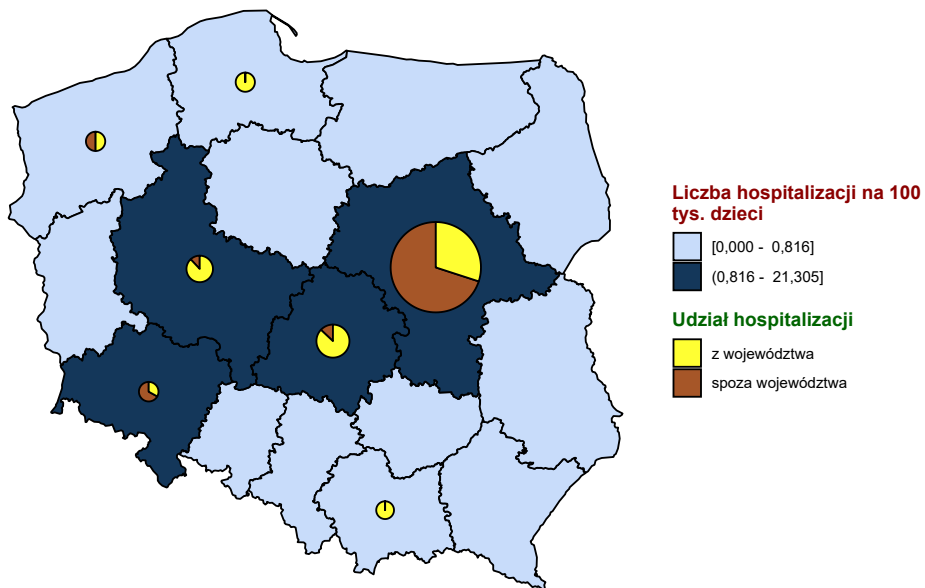 Liczba hospitalizacji na 100
tys. dzieci
[0,000 - 0,816]
(0,816 - 21,305]
Udział hospitalizacji
z województwa
spoza województwa